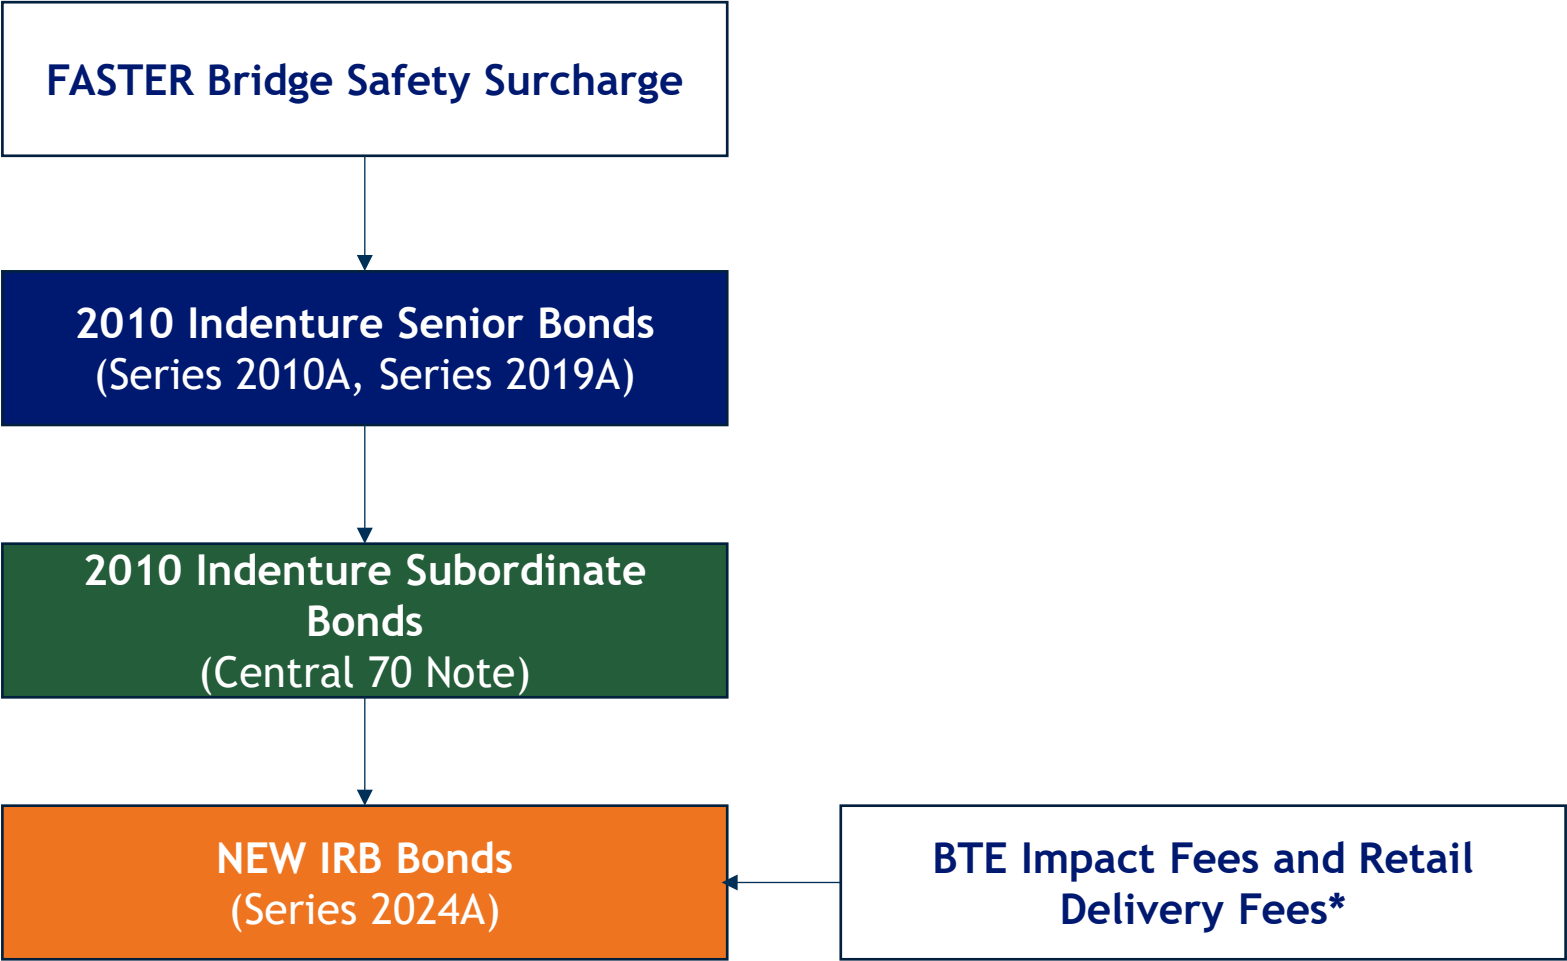 FASTER Bridge Safety Surcharge
2010 Indenture Senior Bonds
(Series 2010A, Series 2019A)
2010 Indenture Subordinate
Bonds
(Central 70 Note)
NEW IRB Bonds
(Series 2024A)
BTE Impact Fees and Retail
Delivery Fees*